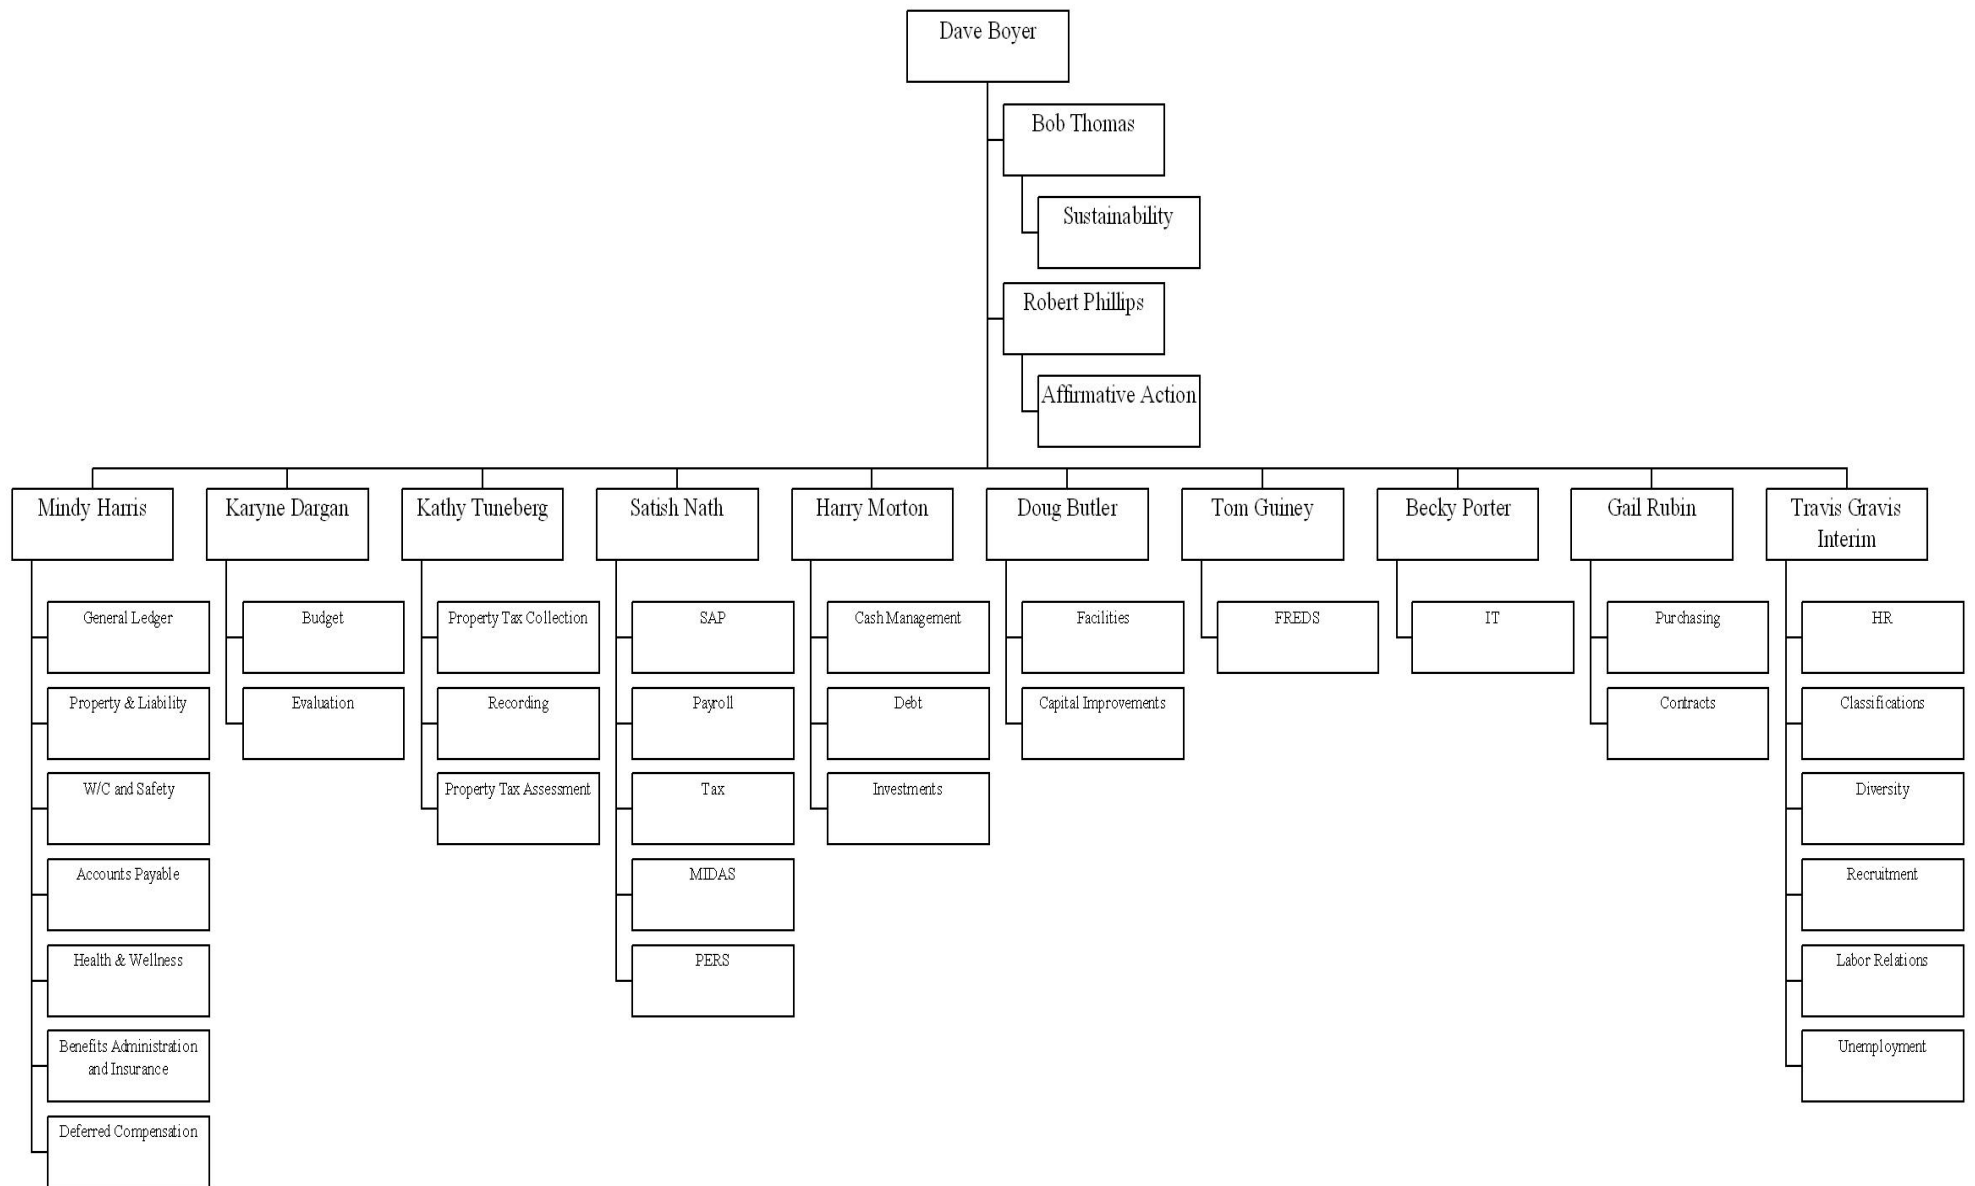 Dave Boyer
Bob Thomas
Sustainability
Robert Phillips
Affirmative Action
Mindy Harris
General Ledger
Property & Liability
W/C and Safety
Accounts Payable
Health & Wellness
Benefits Administration
and Insurance
Deferred Compensation
Karyne Dargan
Budget
Evaluation
Kathy Tuneberg
Property Tax Collection
Recording
Property Tax Assessment
Satish Nath
SAP
Payroll
Tax
MIDAS
PERS
Harry Morton
Cash Management
Debt
Investments
Doug Butler
Facilities
Capital Improvements
Tom Guiney
FREDS
Becky Porter
IT
Gail Rubin
Purchasing
Contracts
Travis Gravis
Interim
HR
Classifications
Diversity
Recruitment
Labor Relations
Unemployment